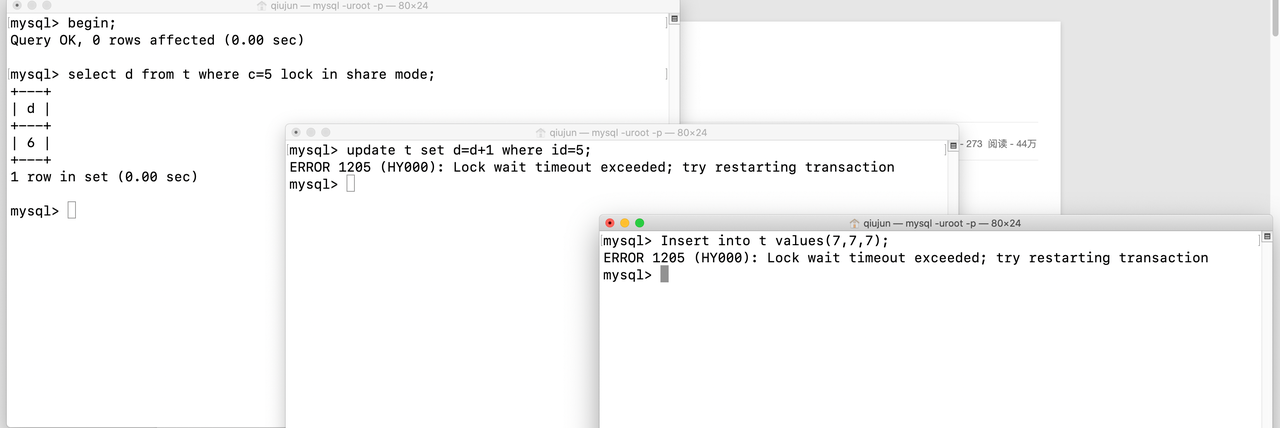 qiujun — mysql -uroot -p — 80×24
mysql> begin;
Query OK, 0 rows affected (0.00 sec)
mysql> select d from t where c=5 lock in share mode;
+---+
| d |
+---+
| 6 |
+---+
1 row in set (0.00 sec)
mysql>
qiujun — mysql -uroot -p — 80×24
mysql> update t set d=d+1 where id=5;
ERROR 1205 (HY000): Lock wait timeout exceeded; try restarting transaction
mysql>
- 273 阅读 - 44万
qiujun — mysql -uroot -p — 80×24
mysql> Insert into t values(7,7,7);
ERROR 1205 (HY000): Lock wait timeout exceeded; try restarting transaction
mysql>